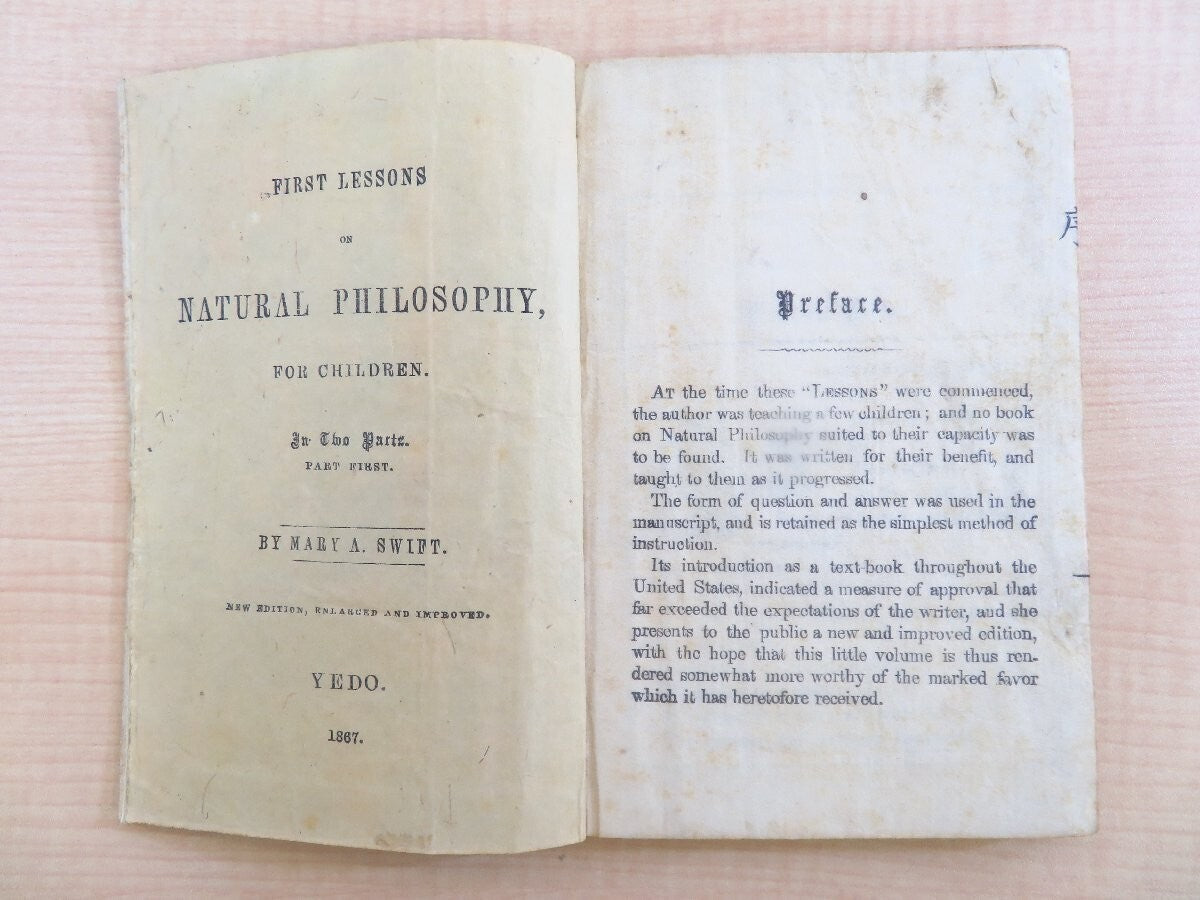 FIRST LESSONS
ON
NATURAL PHILOSOPHY,
FOR CHILDREN.
In Two Parts.
PART FIRST.
BY MARY A. SWIFT.
NEW EDITION, ENLARGED AND IMPROVED.
YEDO.
1867.
Preface.
AT the time these "LESSONS" were commenced,
the author was teaching a few children; and no book
on Natural Philosophy suited to their capacity was
to be found. It was written for their benefit, and
taught to them as it progressed.
The form of question and answer was used in the
manuscript, and is retained as the simplest method of
instruction.
Its introduction as a text-book throughout the
United States, indicated a measure of approval that
far exceeded the expectations of the writer, and she
presents to the public a new and improved edition,
with the hope that this little volume is thus ren-
dered somewhat more worthy of the marked favor
which it has heretofore received.